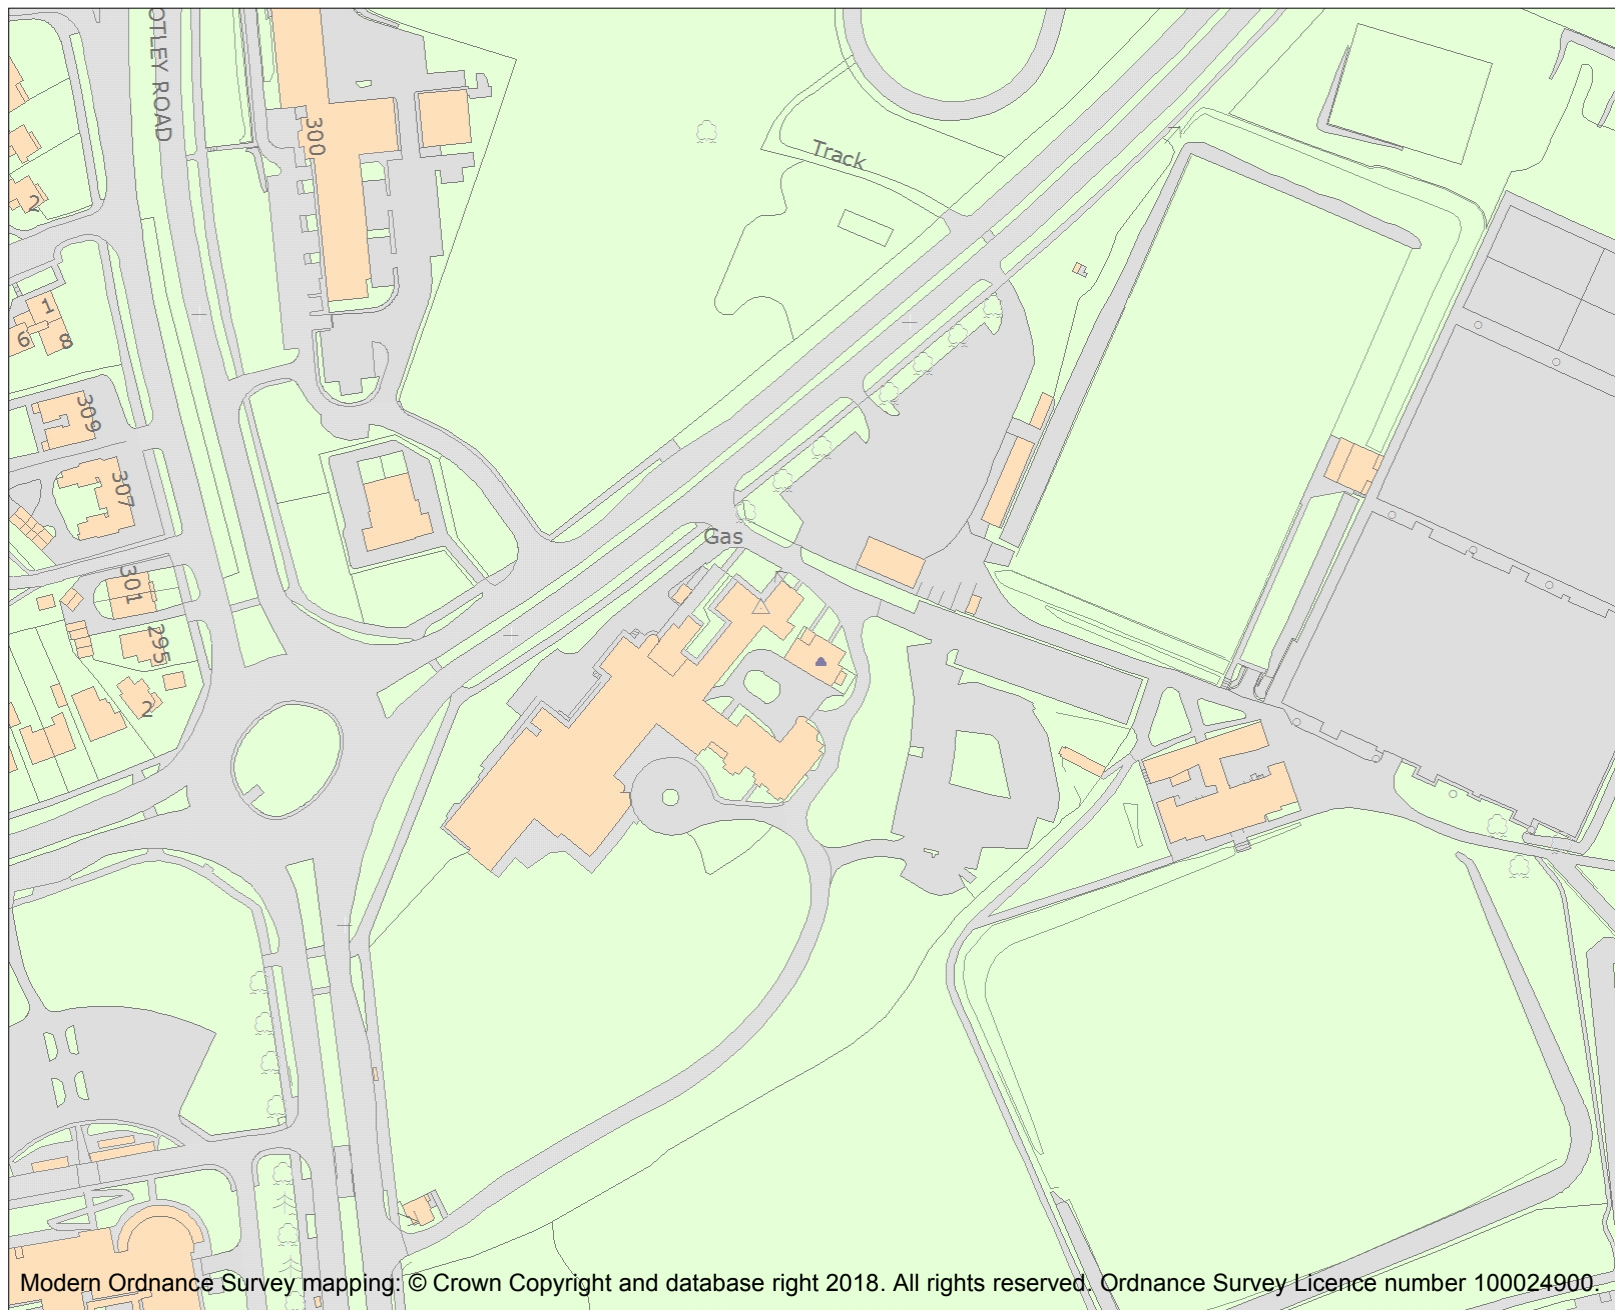 OTLEY ROAD
3000
Track
2
1
6
8
309
307
Gas
301
295
2
Modern Ordnance Survey mapping: © Crown Copyright and database right 2018. All rights reserved. Ordnance Survey Licence number 100024900.